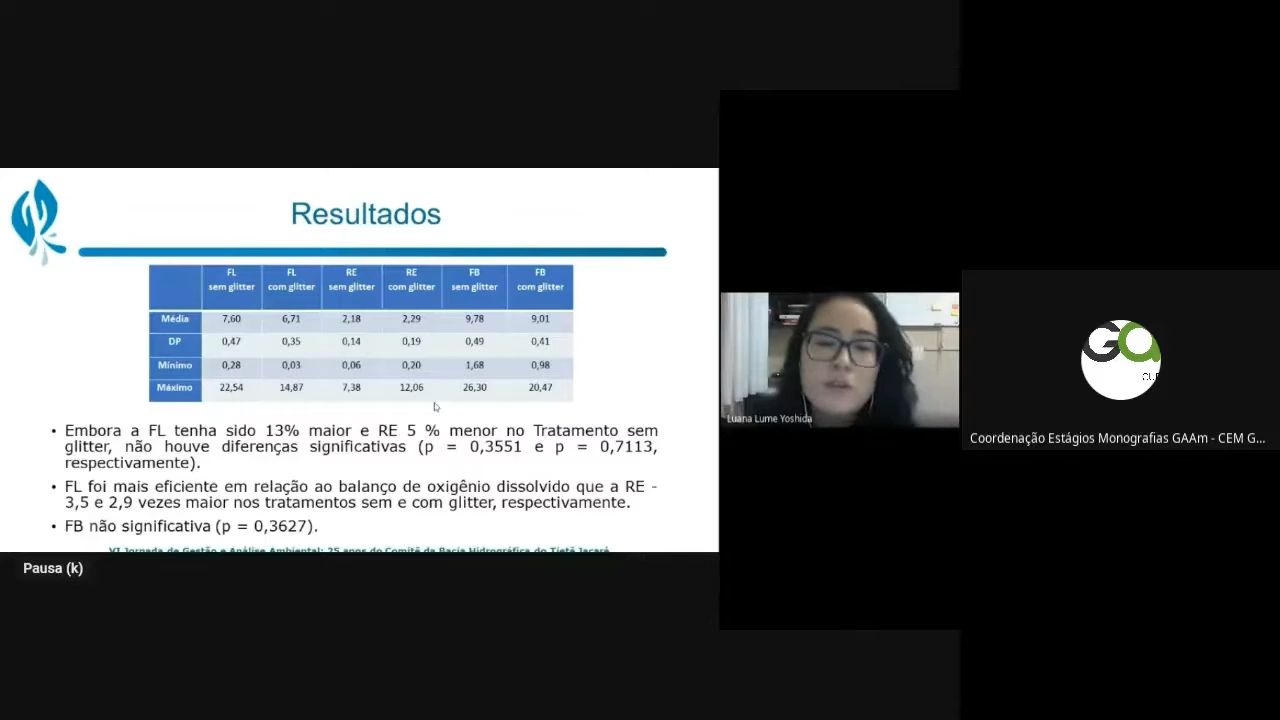 Resultados
FL FL RE RE FB FB
sem glitter com glitter sem glitter com glitter sem glitter com glitter
Média 7,60 6,71 2,18 2,29 9,78 9,01
DP 0,47 0,35 0,14 0,19 0,49 0,41
Mínimo 0,28 0,03 0,06 0,20 1,68 0,98
Máximo 22,54 14,87 7,38 12,06 26,30 20,47
• Embora a FL tenha sido 13% maior e RE 5 % menor no Tratamento sem
glitter, não houve diferenças significativas (p = 0,3551 e p = 0,7113,
respectivamente).
• FL foi mais eficiente em relação ao balanço de oxigênio dissolvido que a RE -
3,5 e 2,9 vezes maior nos tratamentos sem e com glitter, respectivamente.
• FB não significativa (p = 0,3627).
VI Jornada de Gestão e Análise Ambiental: 25 anos do Comitê da Bacia Hidrográfica do Tietê Jacaré
Pausa (k)
Luana Lume Yoshida
GA
Coordenação Estágios Monografias GAAm - CEM G...